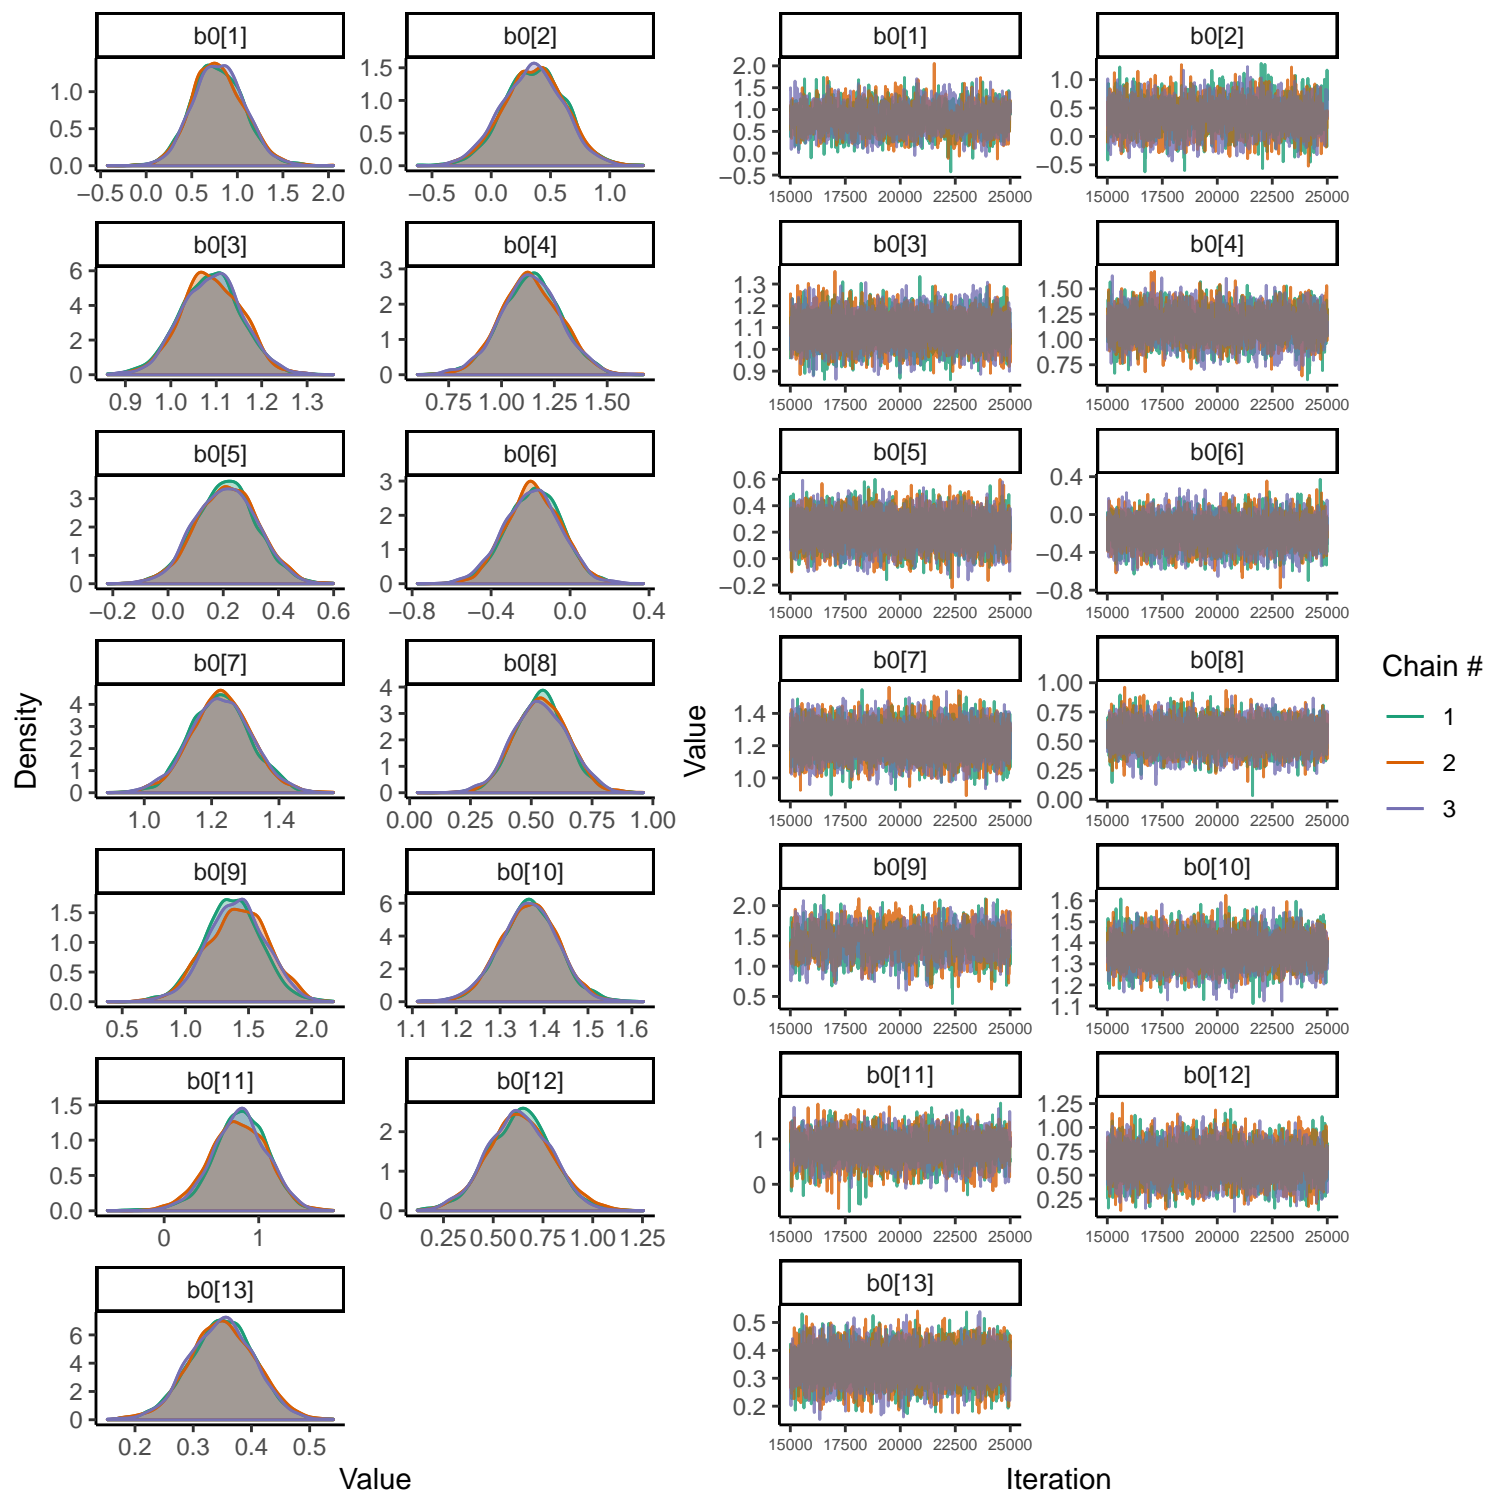 b0[1] b0[2] b0[1] b0[2]
1.0 0.5 0.0 1.5 1.0 0.5 0.0 2.0 1.5 1.0 0.5 0.0 −0.5 1.0 0.5 0.0 −0.5
−0.5 0.0 0.5 1.0 1.5 2.0 −0.5 0.0 0.5 1.0 15000 17500 20000 22500 25000 15000 17500 20000 22500 25000
b0[3] b0[4] b0[3] b0[4]
6 4 2 0 3 2 1 0 1.3 1.2 1.1 1.0 0.9 1.50 1.25 1.00 0.75
0.9 1.0 1.1 1.2 1.3 0.75 1.00 1.25 1.50 15000 17500 20000 22500 25000 15000 17500 20000 22500 25000
b0[5] b0[6] b0[5] b0[6]
3 2 1 0 3 2 1 0 0.6 0.4 0.2 0.0 −0.2 0.4 0.0 −0.4 −0.8
−0.2 0.0 0.2 0.4 0.6 −0.8 −0.4 0.0 0.4 15000 17500 20000 22500 25000 15000 17500 20000 22500 25000
b0[7] b0[8] b0[7] b0[8]
4 3 2 1 0 4 3 2 1 0 1.4 1.2 1.0 1.00 0.75 0.50 0.25 0.00
1.0 1.2 1.4 0.00 0.25 0.50 0.75 1.00 15000 17500 20000 22500 25000 15000 17500 20000 22500 25000
Density
Value
Chain #
1
2
3
b0[9] b0[10] b0[9] b0[10]
1.5 1.0 0.5 0.0 6 4 2 0 2.0 1.5 1.0 0.5 1.6 1.5 1.4 1.3 1.2 1.1
0.5 1.0 1.5 2.0 1.1 1.2 1.3 1.4 1.5 1.6 15000 17500 20000 22500 25000 15000 17500 20000 22500 25000
b0[11] b0[12] b0[11] b0[12]
1.5 1.0 0.5 0.0 2 1 0 1 0 1.25 1.00 0.75 0.50 0.25
0 1 0.25 0.50 0.75 1.00 1.25 15000 17500 20000 22500 25000 15000 17500 20000 22500 25000
b0[13] b0[13]
6 4 2 0 0.5 0.4 0.3 0.2
0.2 0.3 0.4 0.5 15000 17500 20000 22500 25000
Value Iteration